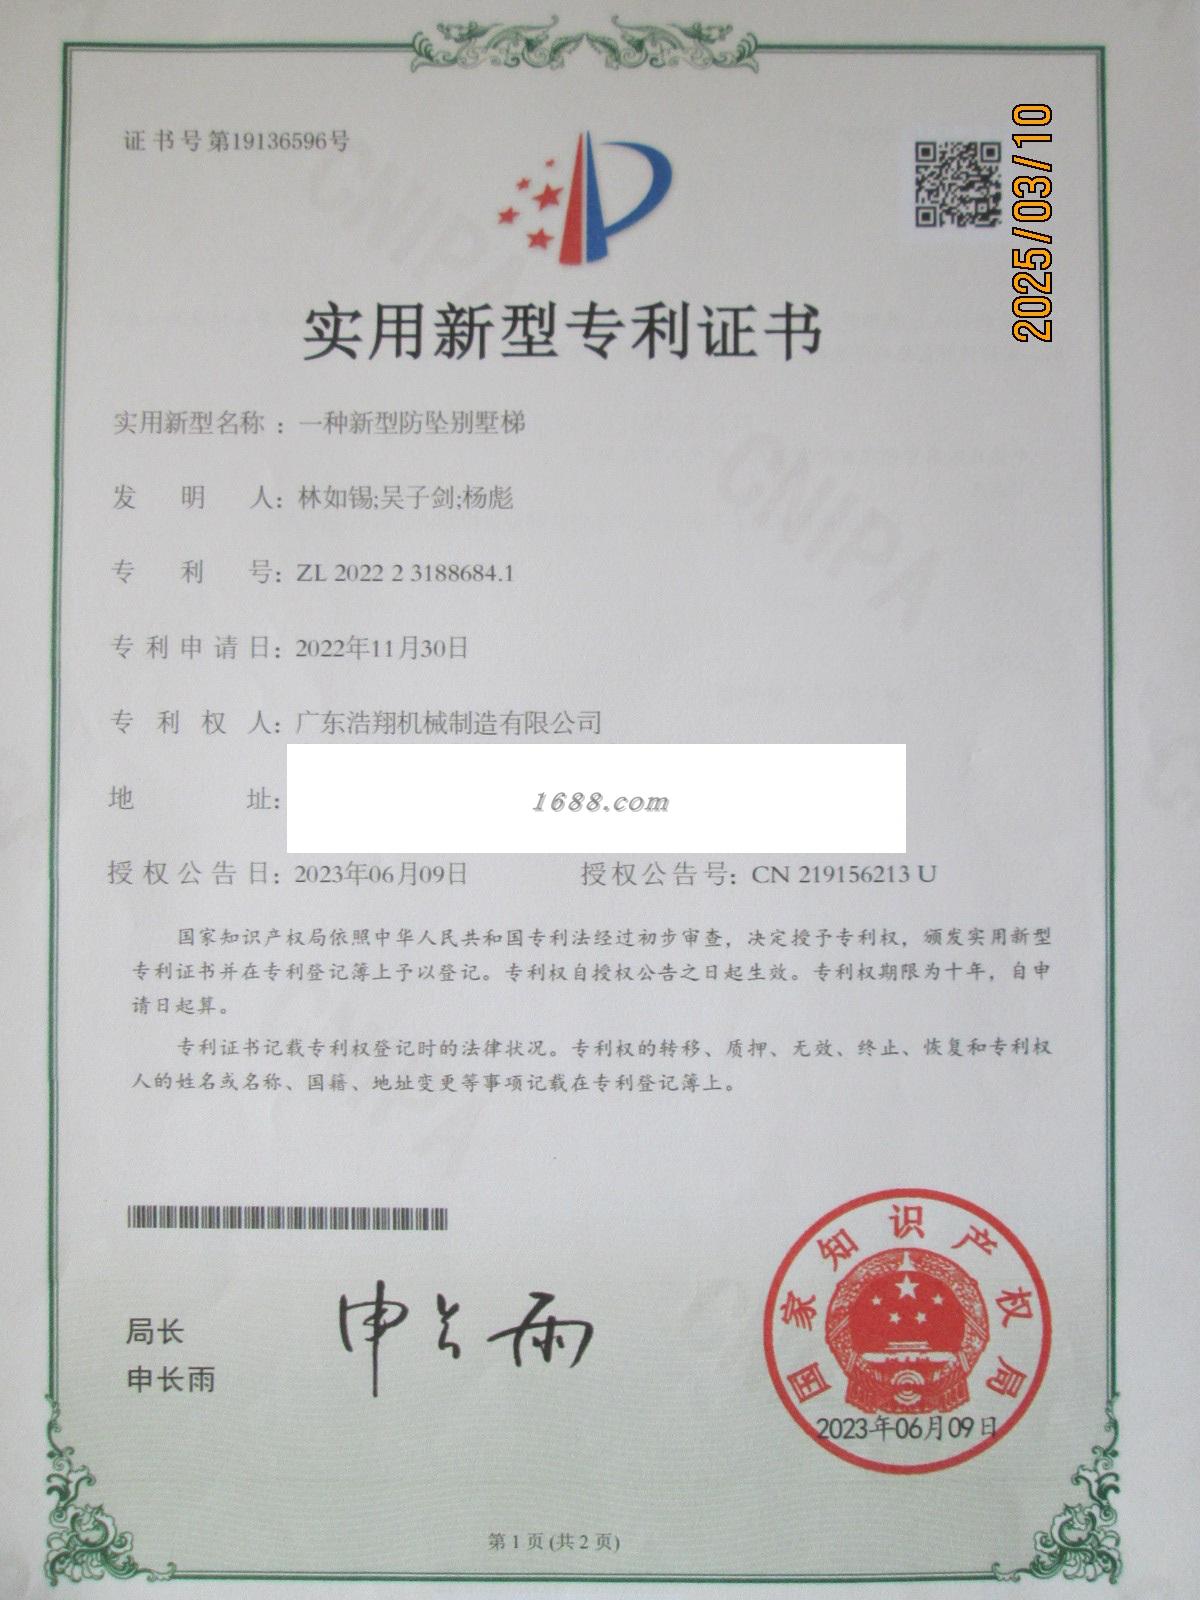 证书号第19136596号
2025/03/10
实用新型专利证书
实用新型名称：一种新型防坠别墅梯
发明人：林如锡;吴子剑;杨彪
专利号：ZL 2022 2 3188684.1
专利申请日：2022年11月30日
专利权人：广东浩翔机械制造有限公司
地址：
1688.com
授权公告日：2023年06月09日 授权公告号：CN 219156213 U
国家知识产权局依照中华人民共和国专利法经过初步审查，决定授予专利权，颁发实用新型
专利证书并在专利登记簿上予以登记。专利权自授权公告之日起生效。专利权期限为十年，自申
请日起算。
专利证书记载专利权登记时的法律状况。专利权的转移、质押、无效、终止、恢复和专利权
人的姓名或名称、国籍、地址变更等事项记载在专利登记簿上。
局长
申长雨
申长雨
国家知识产权局
2023年06月09日
第 1 页 (共 2 页)
CNIPA